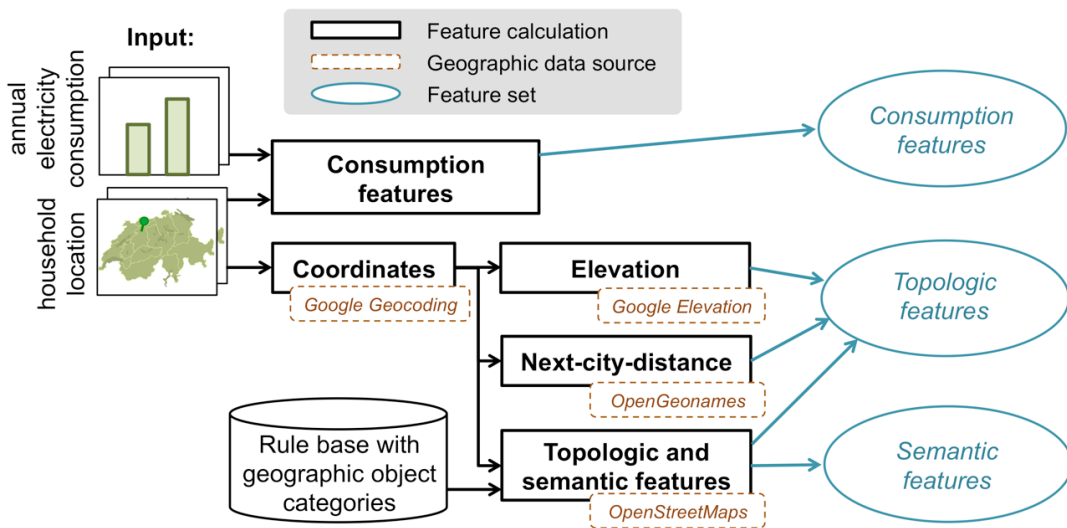 Input:
annual
electricity
consumption
household
location
Feature calculation
Geographic data source
Feature set
Consumption
features
Consumption
features
Coordinates
Google Geocoding
Elevation
Google Elevation
Topologic
features
Next-city-distance
OpenGeonames
Rule base with
geographic object
categories
Topologic and
semantic features
OpenStreetMaps
Semantic
features